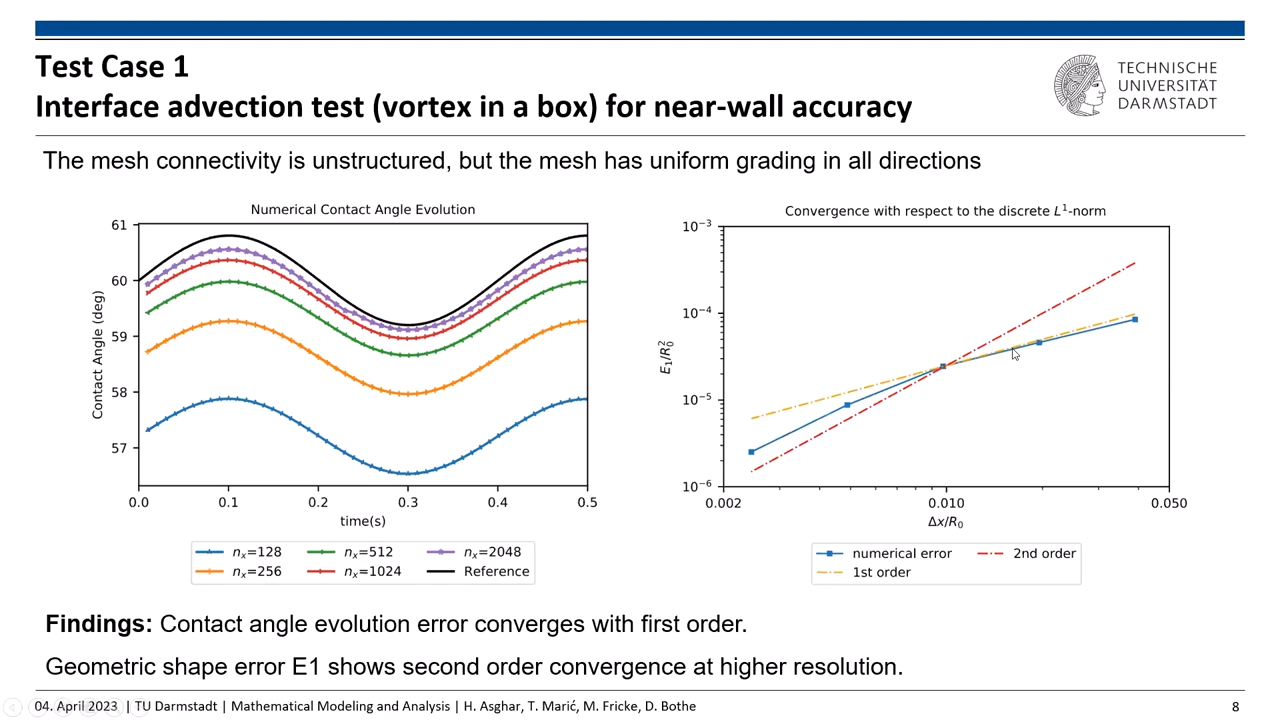 Test Case 1
Interface advection test (vortex in a box) for near-wall accuracy
TECHNISCHE
UNIVERSITÄT
DARMSTADT
The mesh connectivity is unstructured, but the mesh has uniform grading in all directions
Numerical Contact Angle Evolution
Contact Angle (deg)
61
60
59
58
57
0.0 0.1 0.2 0.3 0.4 0.5
time(s)
nₓ=128 nₓ=512 nₓ=2048
nₓ=256 nₓ=1024 Reference
Convergence with respect to the discrete L¹-norm
E₁/R₀²
10⁻³
10⁻⁴
10⁻⁵
10⁻⁶
0.002 0.010 0.050
Δx/R₀
numerical error 2nd order
1st order
Findings: Contact angle evolution error converges with first order.
Geometric shape error E1 shows second order convergence at higher resolution.
04. April 2023 | TU Darmstadt | Mathematical Modeling and Analysis | H. Asghar, T. Marić, M. Fricke, D. Bothe 8